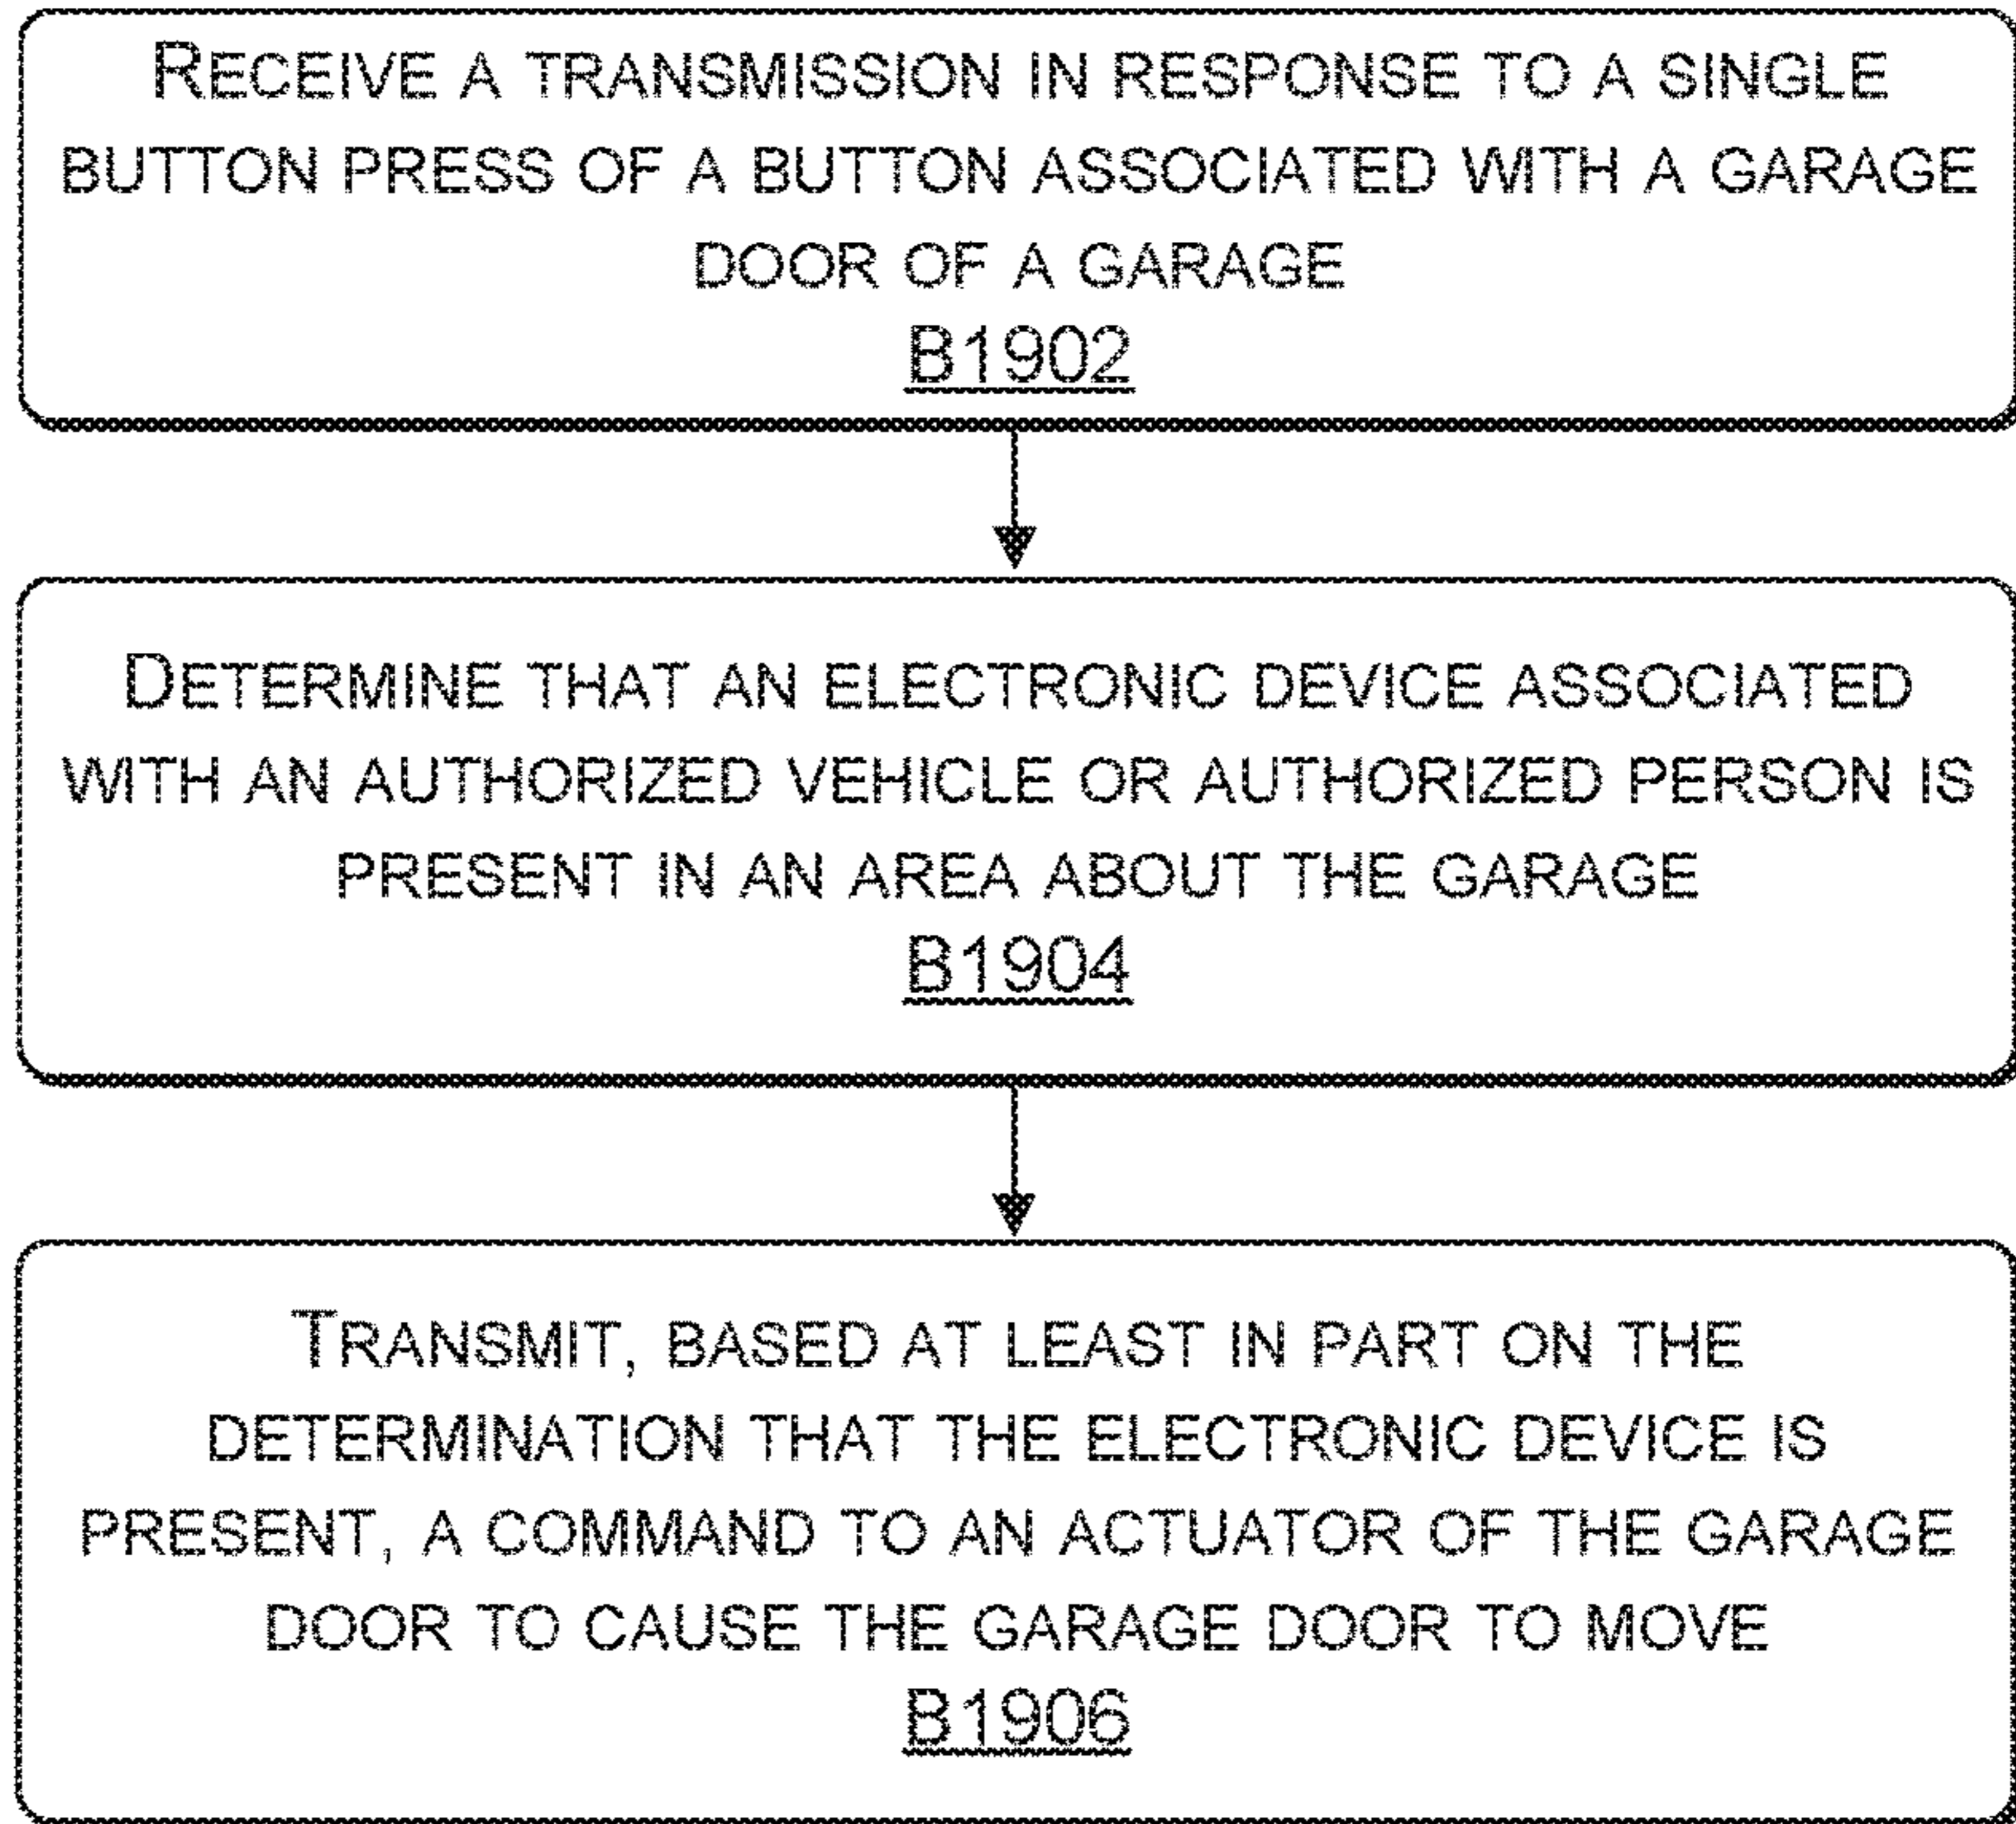 RECEIVE A TRANSMISSION IN RESPONSE TO A SINGLE
BUTTON PRESS OF A BUTTON ASSOCIATED WITH A GARAGE
DOOR OF A GARAGE
B1902
DETERMINE THAT AN ELECTRONIC DEVICE ASSOCIATED
WITH AN AUTHORIZED VEHICLE OR AUTHORIZED PERSON IS
PRESENT IN AN AREA ABOUT THE GARAGE
B1904
TRANSMIT, BASED AT LEAST IN PART ON THE
DETERMINATION THAT THE ELECTRONIC DEVICE IS
PRESENT, A COMMAND TO AN ACTUATOR OF THE GARAGE
DOOR TO CAUSE THE GARAGE DOOR TO MOVE
B1906